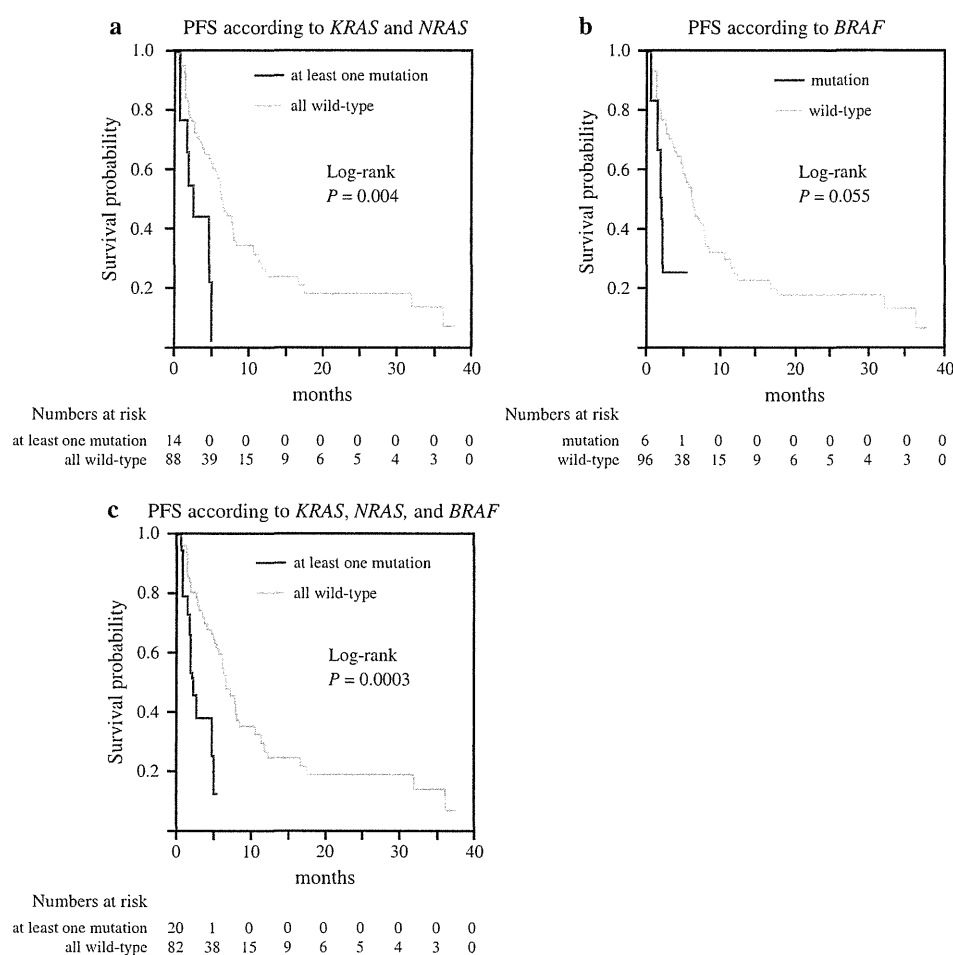 a PFS according to KRAS and NRAS
1.0
0.8
0.6
0.4
0.2
Survival probability
at least one mutation
all wild-type
Log-rank
P = 0.004
0 10 20 30 40
months
Numbers at risk
at least one mutation 14 0 0 0 0 0 0 0 0
all wild-type 88 39 15 9 6 5 4 3 0
b PFS according to BRAF
1.0
0.8
0.6
0.4
0.2
Survival probability
mutation
wild-type
Log-rank
P = 0.055
0 10 20 30 40
months
Numbers at risk
mutation 6 1 0 0 0 0 0 0 0
wild-type 96 38 15 9 6 5 4 3 0
c PFS according to KRAS, NRAS, and BRAF
1.0
0.8
0.6
0.4
0.2
Survival probability
at least one mutation
all wild-type
Log-rank
P = 0.0003
0 10 20 30 40
months
Numbers at risk
at least one mutation 20 1 0 0 0 0 0 0 0
all wild-type 82 38 15 9 6 5 4 3 0